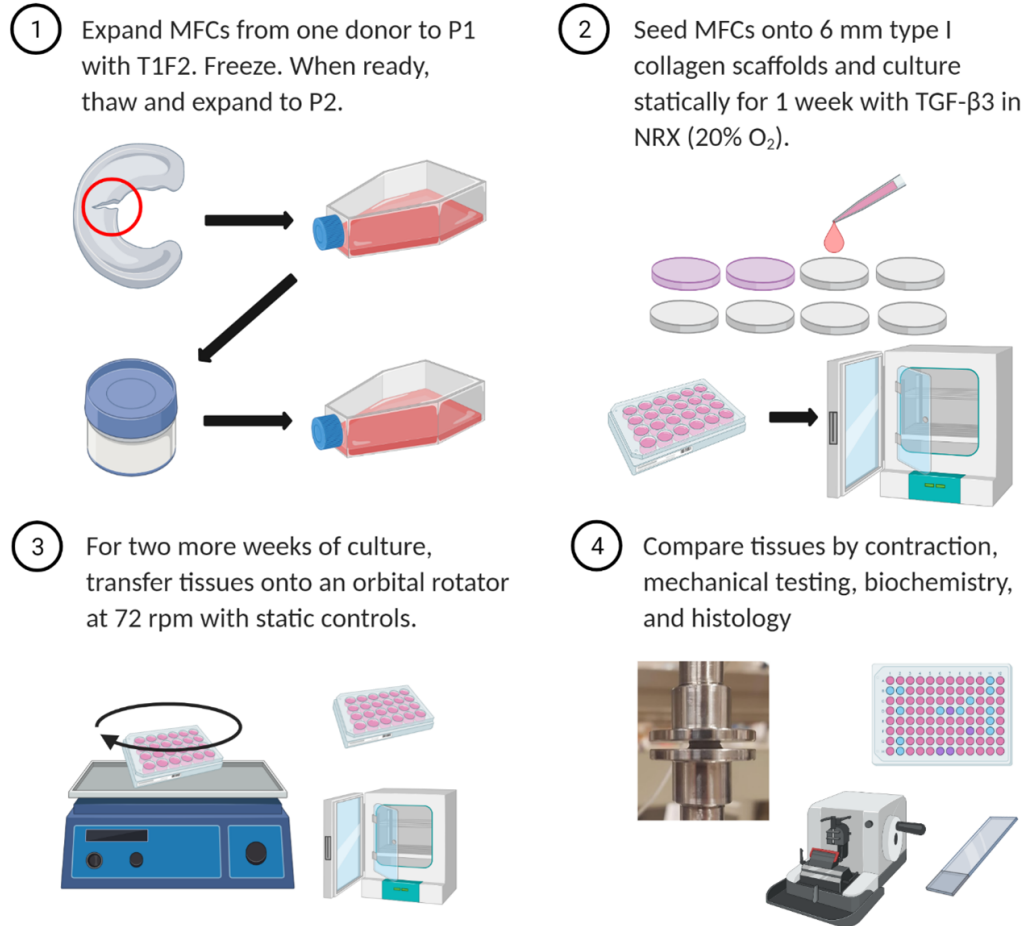 1
Expand MFCs from one donor to P1
with T1F2. Freeze. When ready,
thaw and expand to P2.
2
Seed MFCs onto 6 mm type I
collagen scaffolds and culture
statically for 1 week with TGF-β3 in
NRX (20% O₂).
3
For two more weeks of culture,
transfer tissues onto an orbital rotator
at 72 rpm with static controls.
4
Compare tissues by contraction,
mechanical testing, biochemistry,
and histology